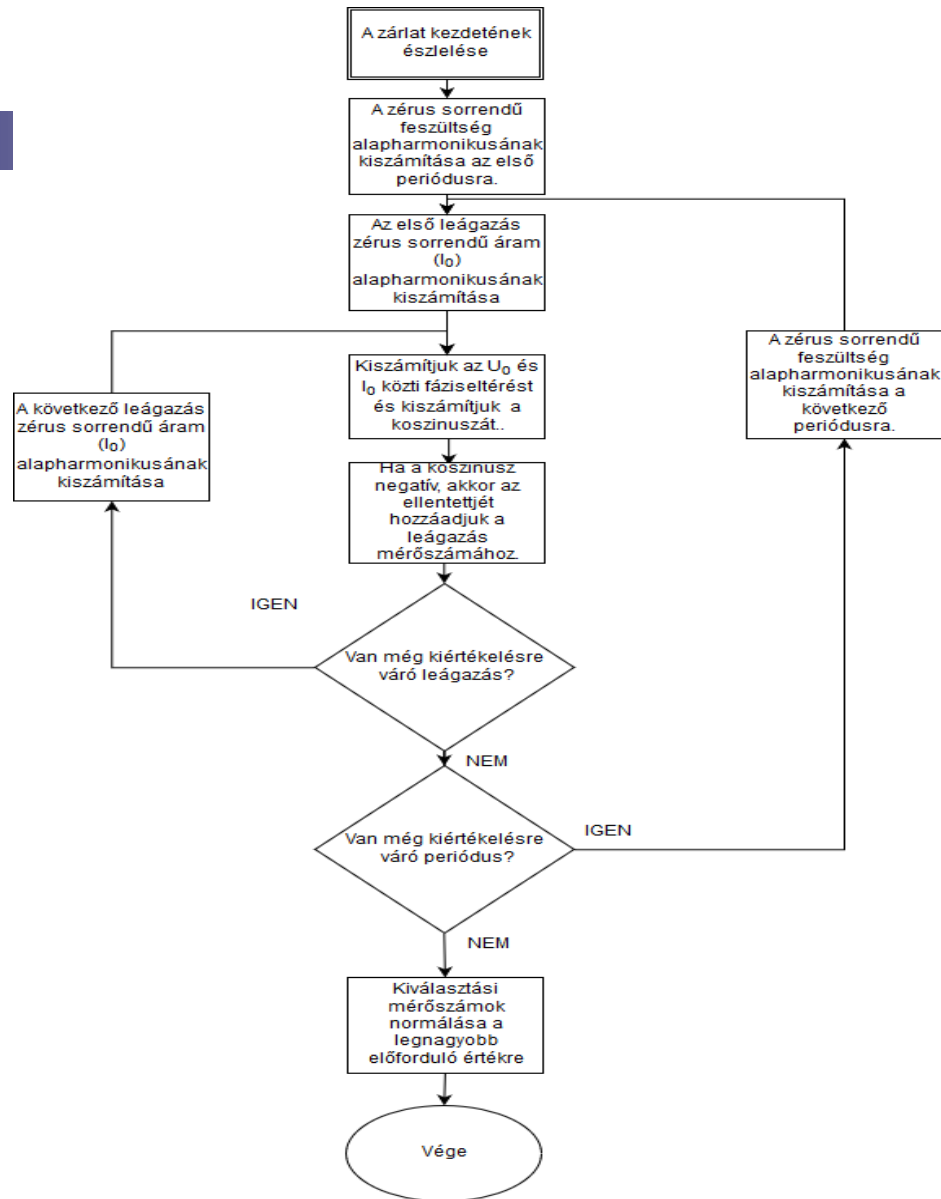 A zárlat kezdetének
észlelése
A zérus sorrendű
feszültség
alapharmonikusának
kiszámítása az első
periódusra.
Az első leágazás
zérus sorrendű áram
(I₀)
alapharmonikusának
kiszámítása
Kiszámítjuk az U₀ és
I₀ közti fáziseltérést
és kiszámítjuk a
koszinuszát..
Ha a koszinusz
negatív, akkor az
ellentettjét
hozzáadjuk a
leágazás
mérőszámához.
A következő leágazás
zérus sorrendű áram
(I₀)
alapharmonikusának
kiszámítása
A zérus sorrendű
feszültség
alapharmonikusának
kiszámítása a
következő
periódusra.
IGEN
Van még kiértékelésre
váró leágazás?
NEM
Van még kiértékelésre
váró periódus?
IGEN
NEM
Kiválasztási
mérőszámok
normálása a
legnagyobb
előforduló értékre
Vége